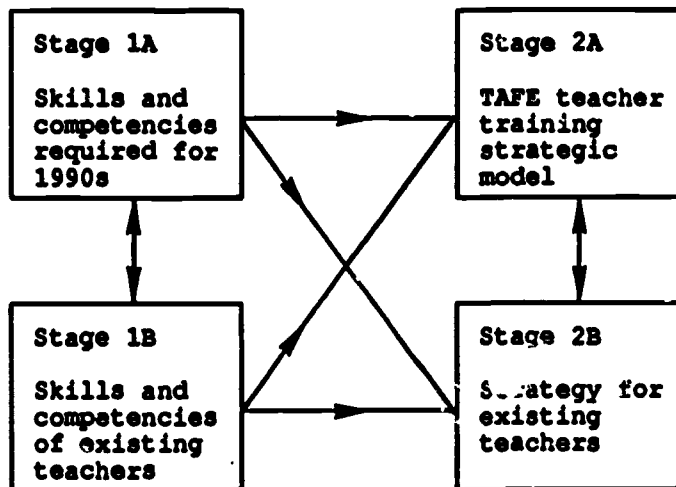 Stage 1A
Skills and
competencies
required for
1990s
Stage 2A
TAFE teacher
training
strategic
model
Stage 1B
Skills and
competencies
of existing
teachers
Stage 2B
Strategy for
existing
teachers